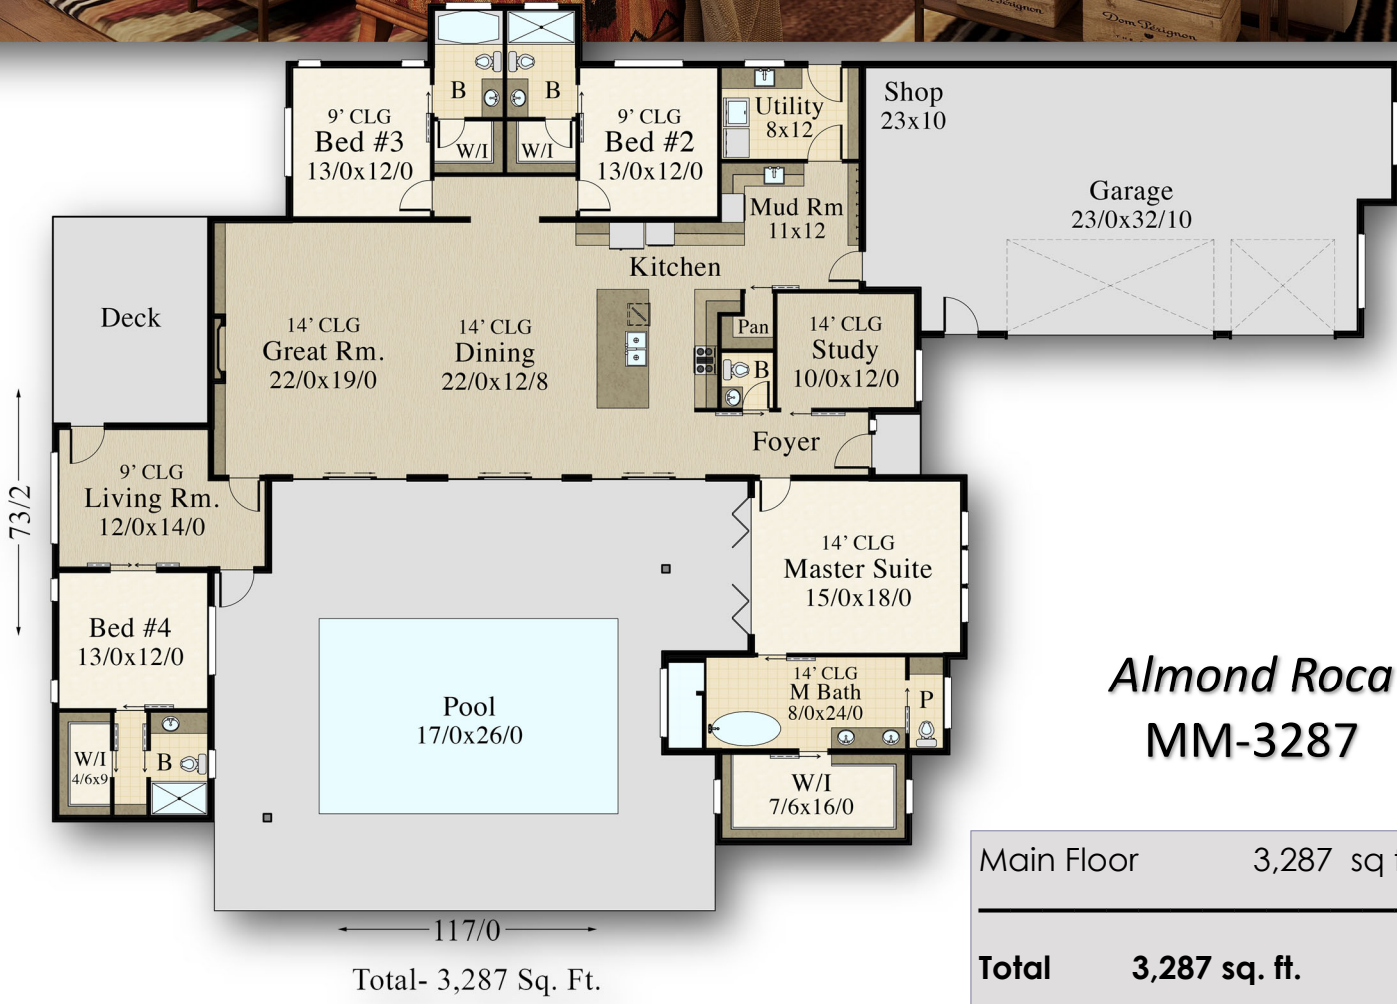 Dom Pérignon
B
B
9' CLG
Bed #3
13/0x12/0
W/I
W/I
9' CLG
Bed #2
13/0x12/0
Utility
8x12
Shop
23x10
Garage
23/0x32/10
Mud Rm
11x12
Kitchen
Deck
14' CLG
Great Rm.
22/0x19/0
14' CLG
Dining
22/0x12/8
Pan
14' CLG
Study
10/0x12/0
B
Foyer
9' CLG
Living Rm.
12/0x14/0
73/2
14' CLG
Master Suite
15/0x18/0
Bed #4
13/0x12/0
Pool
17/0x26/0
14' CLG
M Bath
8/0x24/0
P
W/I
4/6x9
B
W/I
7/6x16/0
Almond Roca
MM-3287
Main Floor 3,287 sq
Total 3,287 sq. ft.
117/0
Total- 3,287 Sq. Ft.